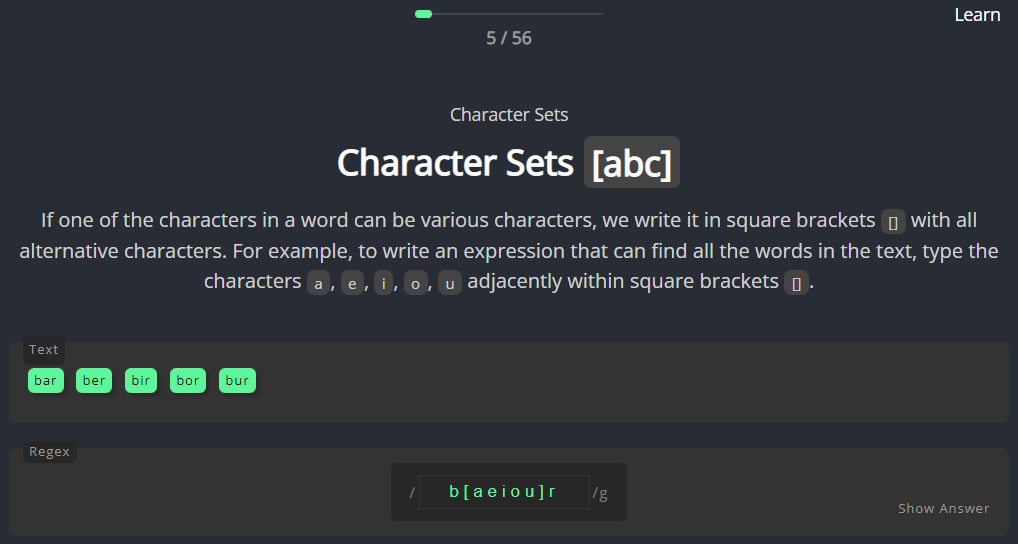 Learn
5 / 56
Character Sets
Character Sets [abc]
If one of the characters in a word can be various characters, we write it in square brackets [] with all
alternative characters. For example, to write an expression that can find all the words in the text, type the
characters a, e, i, o, u adjacently within square brackets [].
Text
bar ber bir bor bur
Regex
/ b[aeiou]r /g
Show Answer